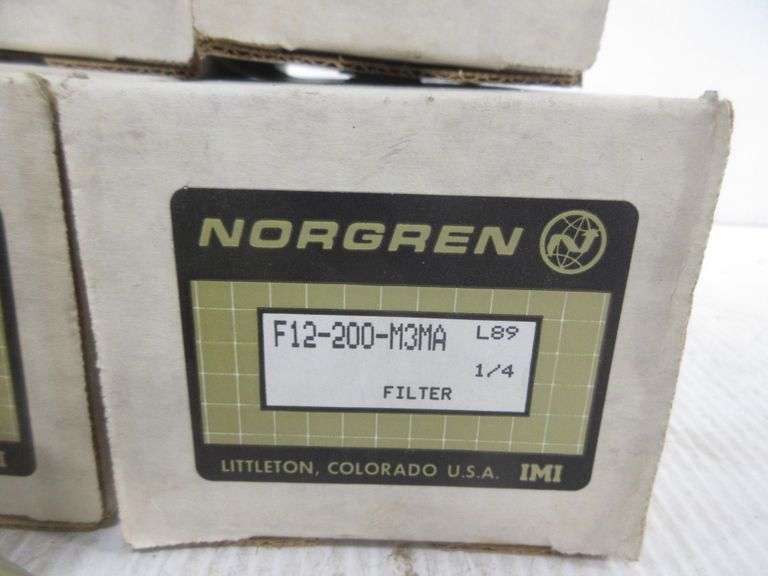 NORGREN
F12-200-M3MA L89
1/4
FILTER
LITTLETON, COLORADO U.S.A. IMI